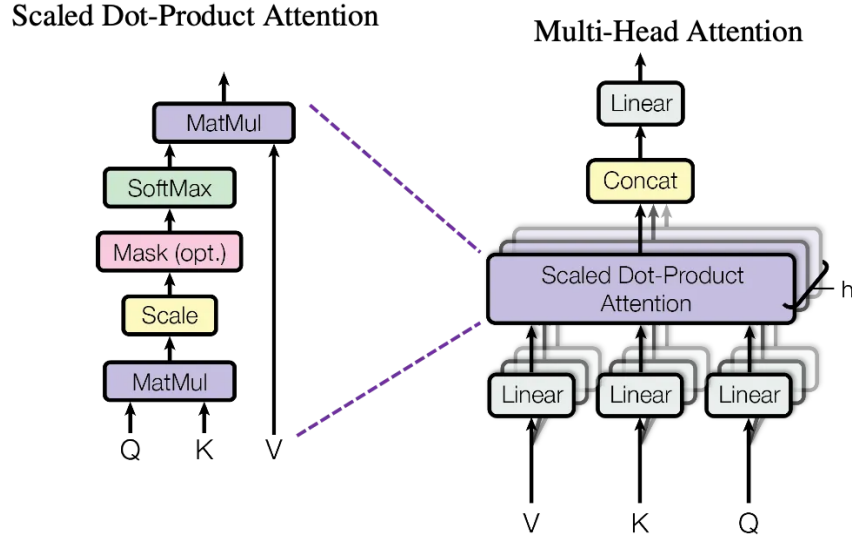 Scaled Dot-Product Attention
MatMul
SoftMax
Mask (opt.)
Scale
MatMul
Q K V
Multi-Head Attention
Linear
Concat
Scaled Dot-Product
Attention
h
Linear Linear Linear
V K Q